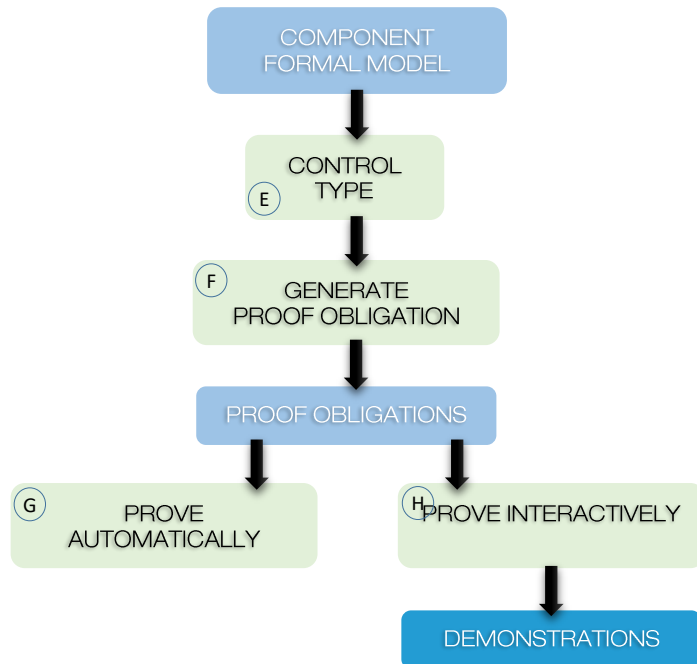 COMPONENT
FORMAL MODEL
CONTROL
TYPE
E
F
GENERATE
PROOF OBLIGATION
PROOF OBLIGATIONS
G
PROVE
AUTOMATICALLY
H
PROVE INTERACTIVELY
DEMONSTRATIONS